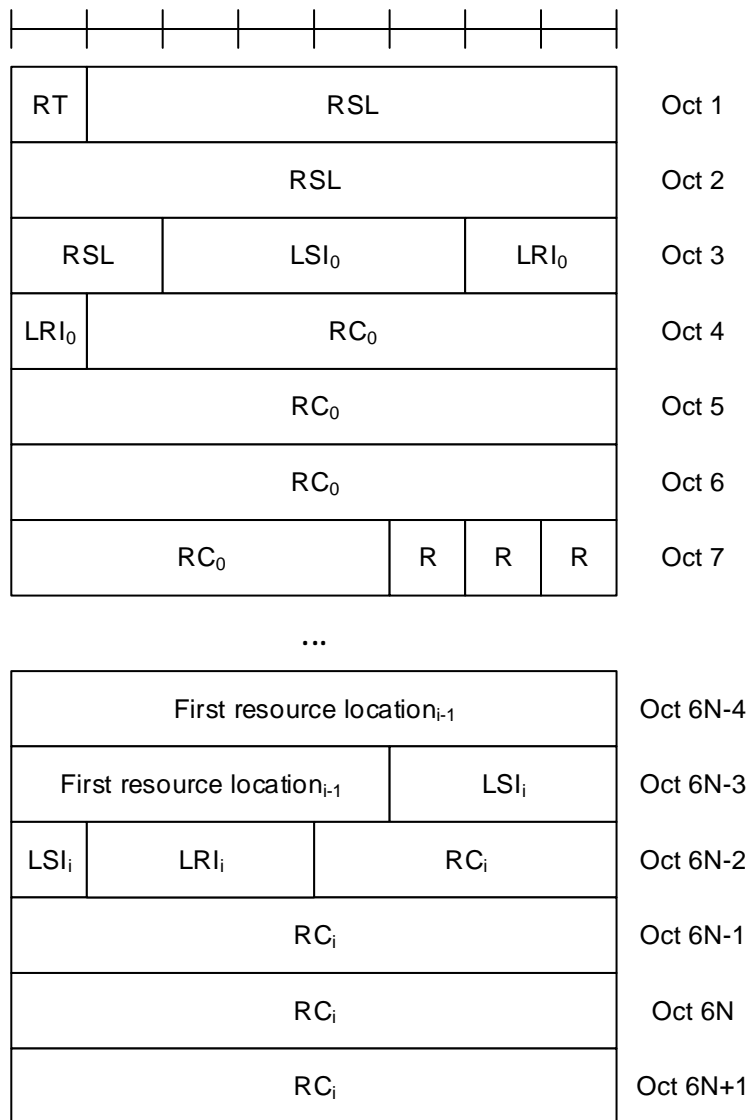 RT RSL Oct 1
RSL Oct 2
RSL LSI₀ LRI₀ Oct 3
LRI₀ RC₀ Oct 4
RC₀ Oct 5
RC₀ Oct 6
RC₀ R R R Oct 7
...
First resource locationᵢ₋₁ Oct 6N-4
First resource locationᵢ₋₁ LSIᵢ Oct 6N-3
LSIᵢ LRIᵢ RCᵢ Oct 6N-2
RCᵢ Oct 6N-1
RCᵢ Oct 6N
RCᵢ Oct 6N+1